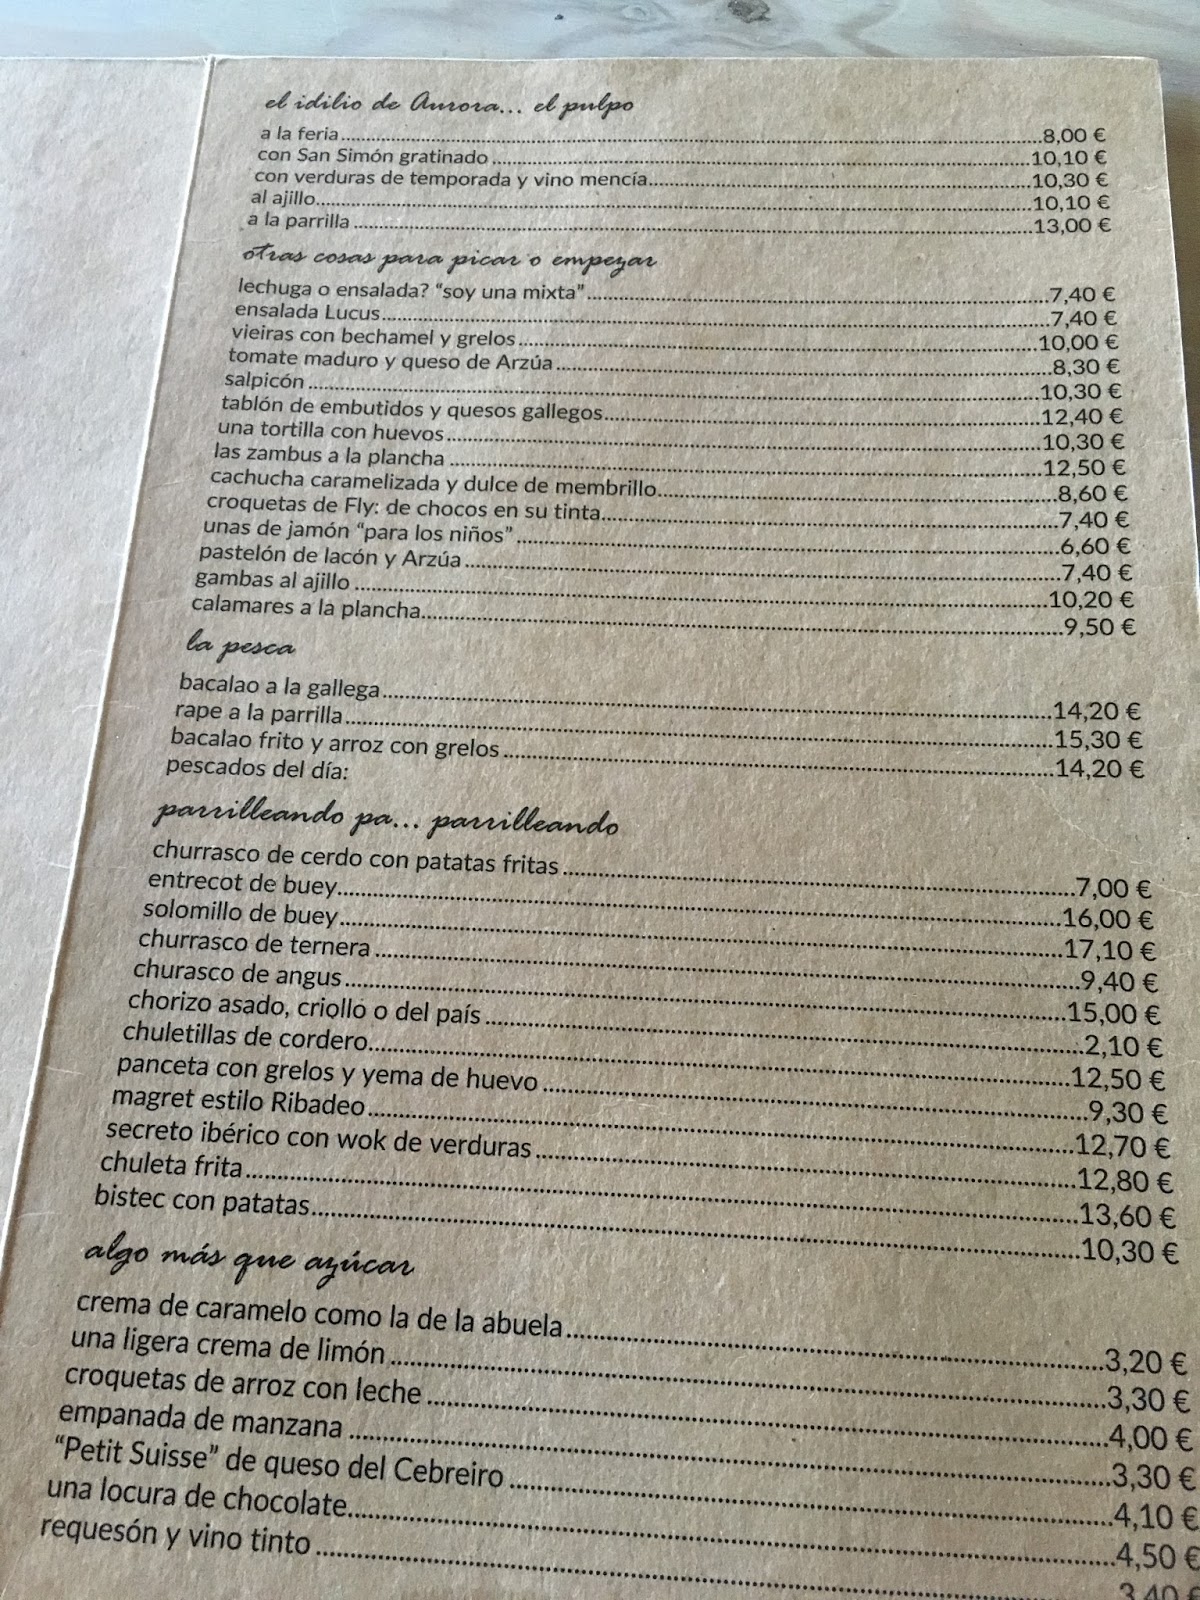 el idilio de Aurora... el pulpo
a la feria 8,00 €
con San Simón gratinado 10,10 €
con verduras de temporada y vino mencía 10,30 €
al ajillo 10,10 €
a la parrilla 13,00 €
otras cosas para picar o empezar
lechuga o ensalada? “soy una mixta” 7,40 €
ensalada Lucus 7,40 €
vieiras con bechamel y grelos 10,00 €
tomate maduro y queso de Arzúa 8,30 €
salpicón 10,30 €
tablón de embutidos y quesos gallegos 12,40 €
una tortilla con huevos 10,30 €
las zambus a la plancha 12,50 €
cachucha caramelizada y dulce de membrillo 8,60 €
croquetas de Fly: de chocos en su tinta 7,40 €
unas de jamón “para los niños” 6,60 €
pastelón de lacón y Arzúa 7,40 €
gambas al ajillo 10,20 €
calamares a la plancha 9,50 €
la pesca
bacalao a la gallega 14,20 €
rape a la parrilla 15,30 €
bacalao frito y arroz con grelos 14,20 €
pescados del día:
parrilleando pa... parrilleando
churrasco de cerdo con patatas fritas 7,00 €
entrecot de buey 16,00 €
solomillo de buey 17,10 €
churrasco de ternera 9,40 €
churasco de angus 15,00 €
chorizo asado, criollo o del país 2,10 €
chuletillas de cordero 12,50 €
panceta con grelos y yema de huevo 9,30 €
magret estilo Ribadeo 12,70 €
secreto ibérico con wok de verduras 12,80 €
chuleta frita 13,60 €
bistec con patatas 10,30 €
algo más que azúcar
crema de caramelo como la de la abuela 3,20 €
una ligera crema de limón 3,30 €
croquetas de arroz con leche 4,00 €
empanada de manzana 3,30 €
“Petit Suisse” de queso del Cebreiro 4,10 €
una locura de chocolate 4,50 €
requesón y vino tinto 3,40 €